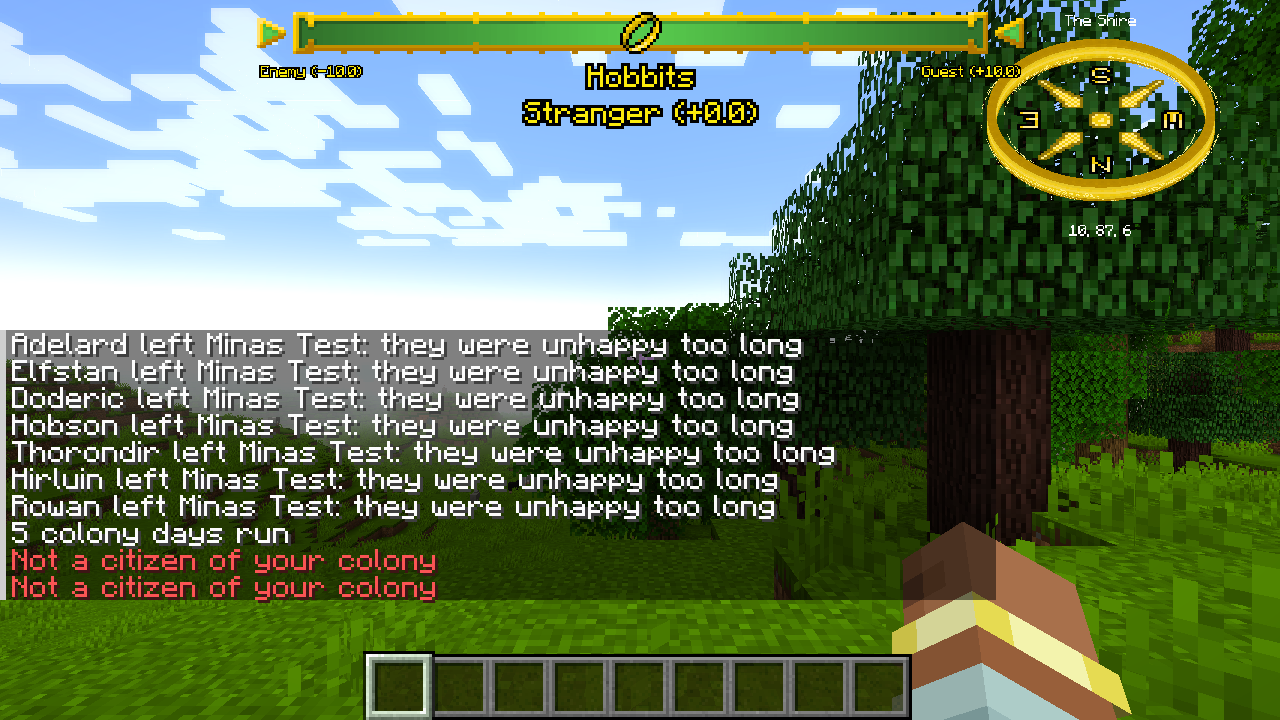 The Shire
Enemy (-10.0)
Hobbits
Guest (+10.0)
Stranger (+0.0)
S
E
W
N
10, 87, 6
Adelard left Minas Test: they were unhappy too long
Elfstan left Minas Test: they were unhappy too long
Doderic left Minas Test: they were unhappy too long
Hobson left Minas Test: they were unhappy too long
Thorondir left Minas Test: they were unhappy too long
Hirluin left Minas Test: they were unhappy too long
Rowan left Minas Test: they were unhappy too long
5 colony days run
Not a citizen of your colony
Not a citizen of your colony